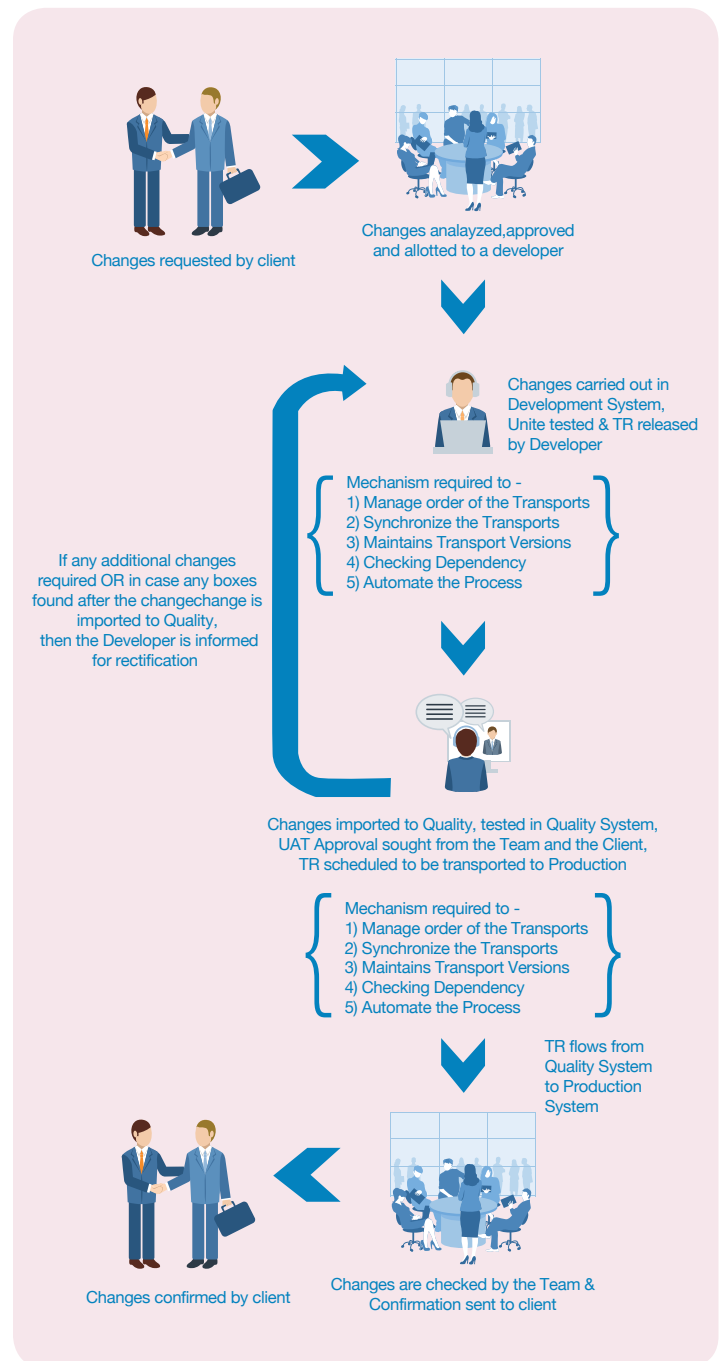 Changes requested by client
Changes analayzed,approved
and allotted to a developer
Changes carried out in
Development System,
Unite tested & TR released
by Developer
Mechanism required to -
1) Manage order of the Transports
2) Synchronize the Transports
3) Maintains Transport Versions
4) Checking Dependency
5) Automate the Process
If any additional changes
required OR in case any boxes
found after the changechange is
imported to Quality,
then the Developer is informed
for rectification
Changes imported to Quality, tested in Quality System,
UAT Approval sought from the Team and the Client,
TR scheduled to be transported to Production
Mechanism required to -
1) Manage order of the Transports
2) Synchronize the Transports
3) Maintains Transport Versions
4) Checking Dependency
5) Automate the Process
TR flows from
Quality System
to Production
System
Changes are checked by the Team &
Confirmation sent to client
Changes confirmed by client